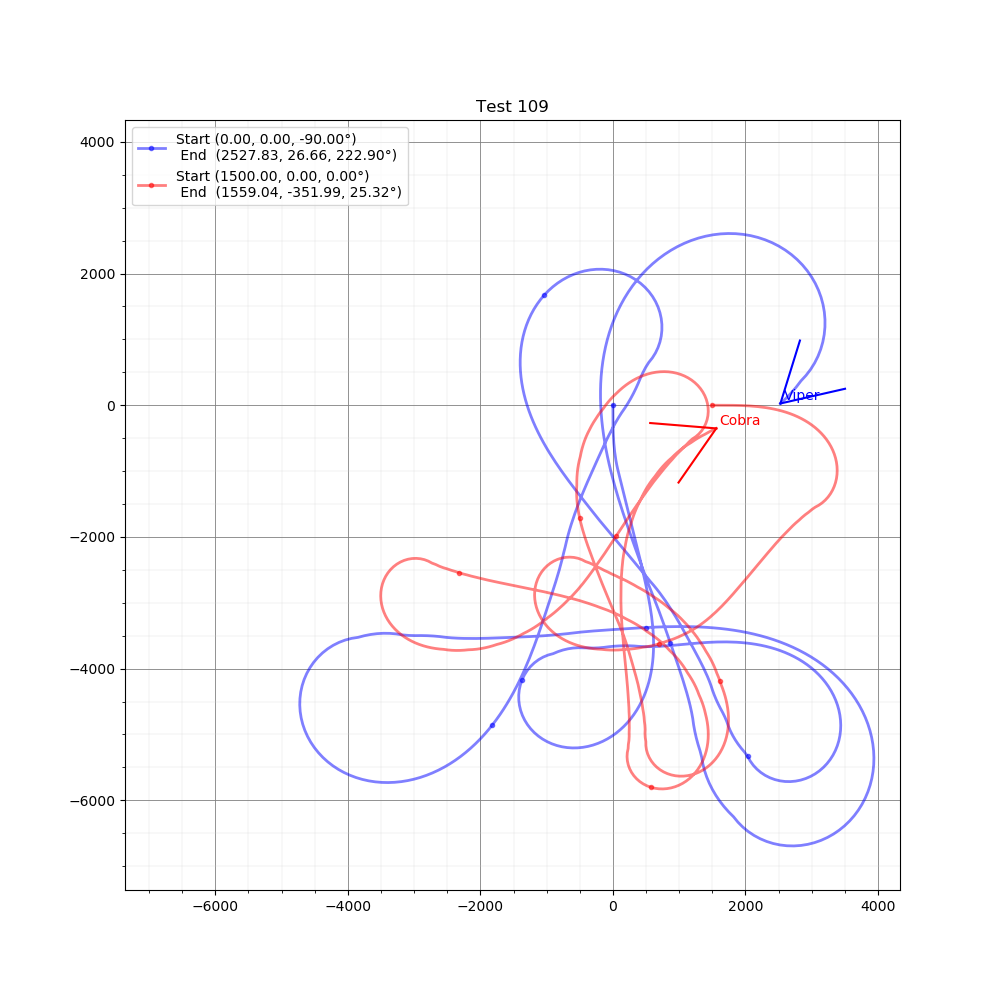 Test 109
Start (0.00, 0.00, -90.00°)
End (2527.83, 26.66, 222.90°)
Start (1500.00, 0.00, 0.00°)
End (1559.04, -351.99, 25.32°)
4000
2000
0
−2000
−4000
−6000
Viper
Cobra
−6000 −4000 −2000 0 2000 4000